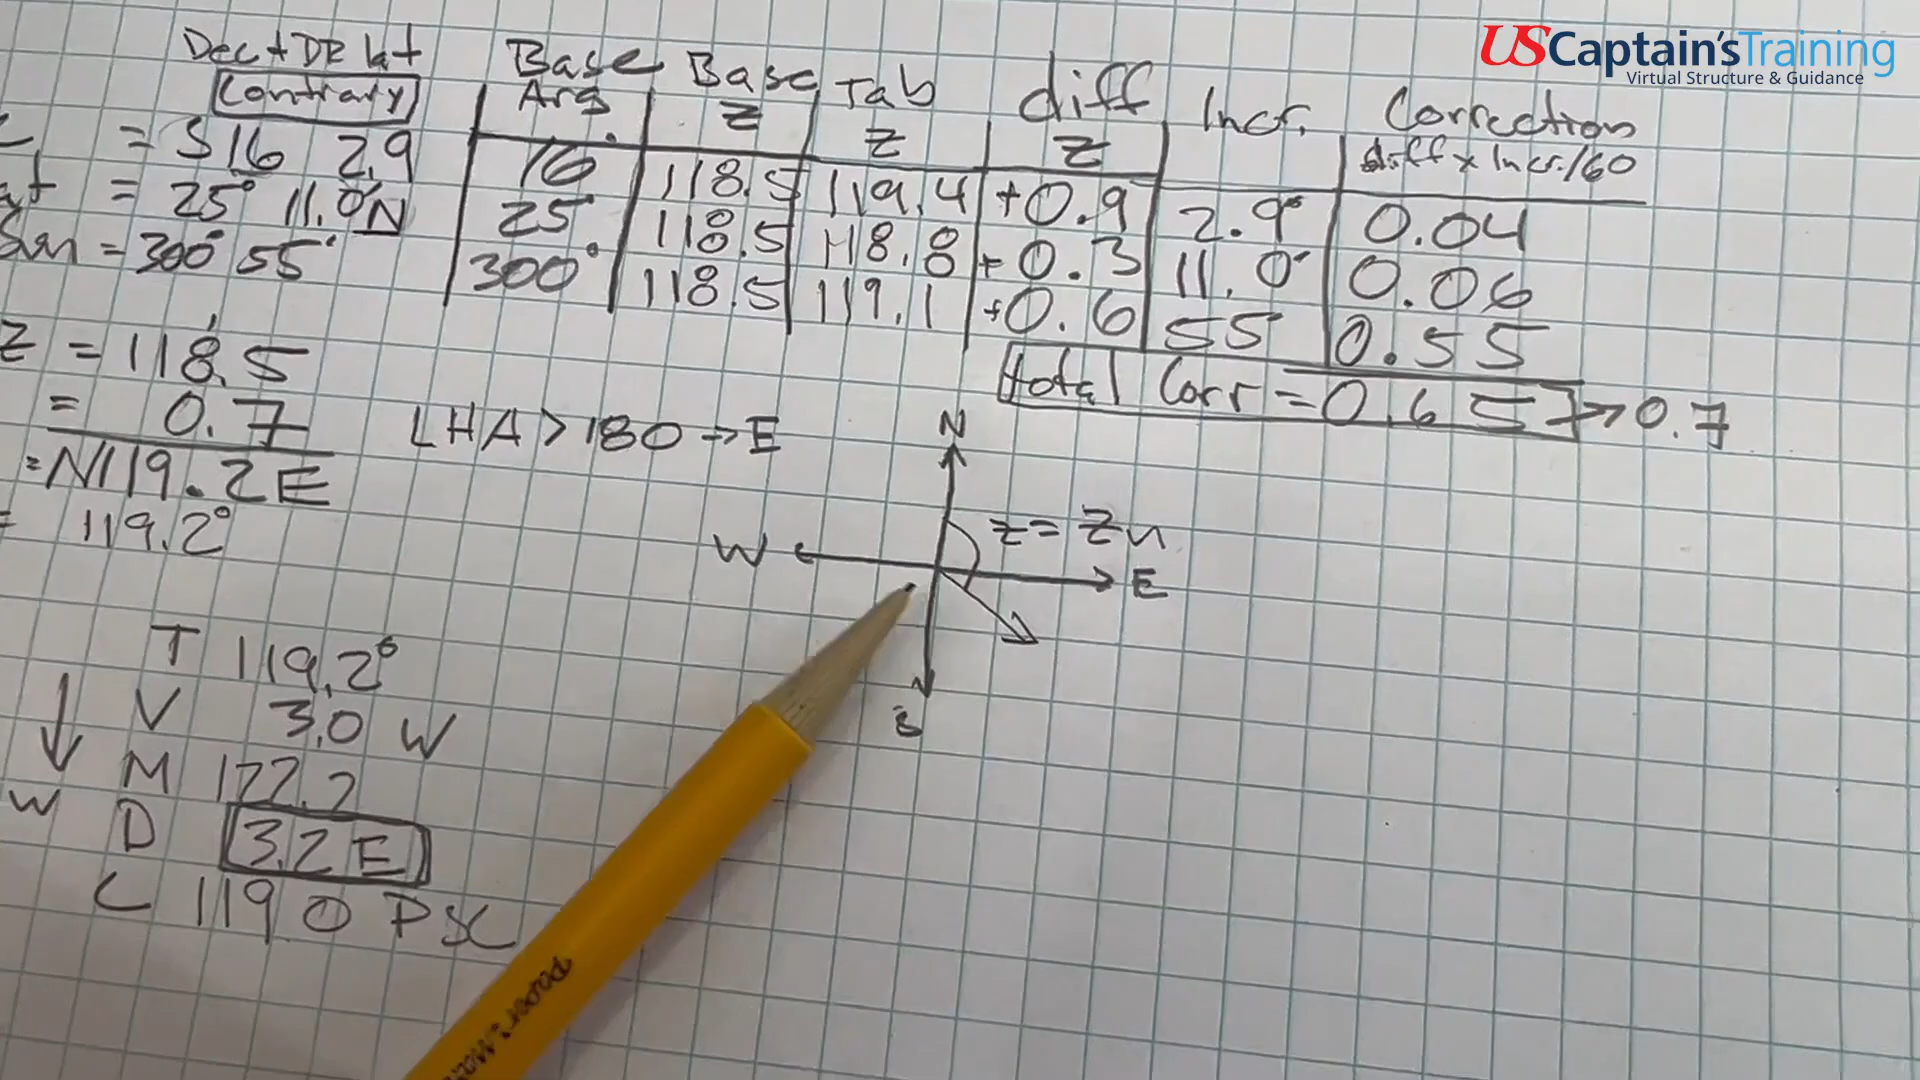 USCaptain'sTraining
Virtual Structure & Guidance
Dec + DR lat
Contrary
= S16 2.9
= 25° 11.0'N
= 300° 55'
Base Arg. Base z Tab z diff z Incr. Correction
diff x Incr./60
16° 118.5 119.4 +0.9 2.9' 0.04
25° 118.5 118.8 +0.3 11.0' 0.06
300° 118.5 119.1 +0.6 55' 0.55
total Corr = 0.65 → 0.7
Z = 118.5
= 0.7
= N119.2E
= 119.2°
LHA > 180 → E
N
W
E
S
z = Zn
T 119.2°
V 3.0 W
M 122.2
W
D 3.2 E
C 119.0 PSC